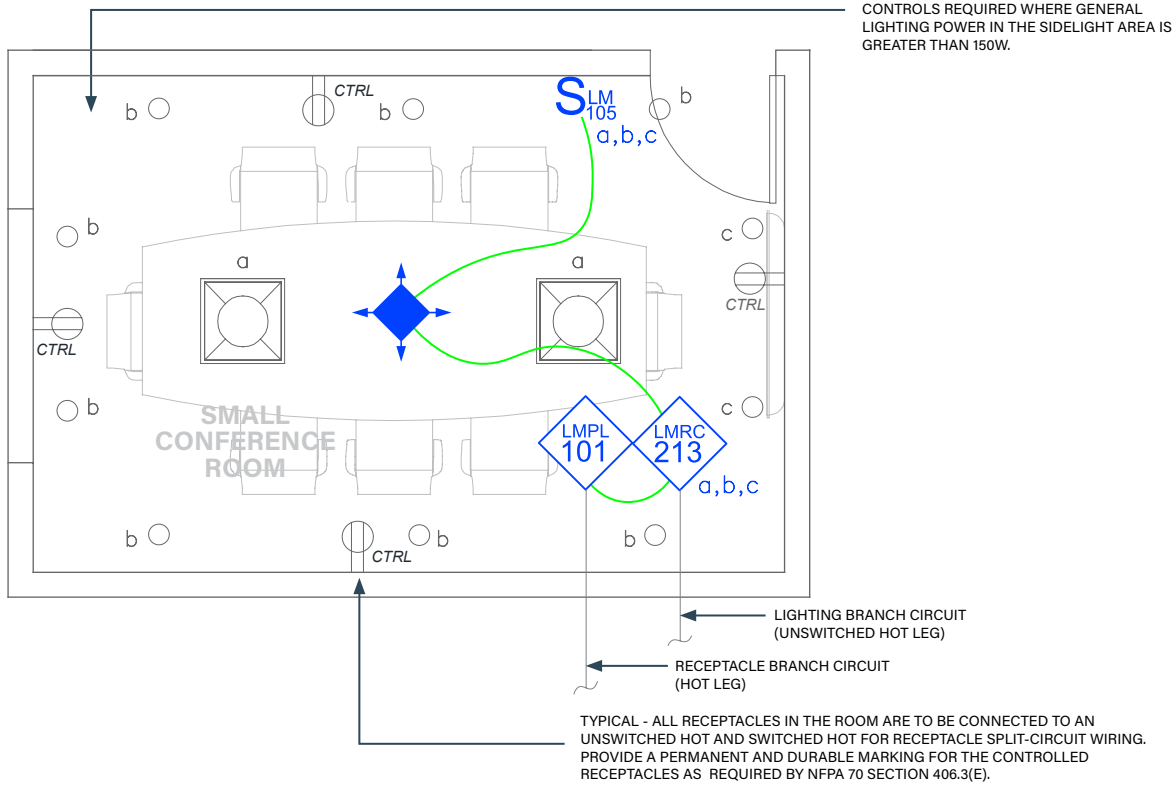 CONTROLS REQUIRED WHERE GENERAL
LIGHTING POWER IN THE SIDELIGHT AREA IS
GREATER THAN 150W.
CTRL
b
b
b
S LM
105
a,b,c
b
c
a
a
CTRL
CTRL
b
c
SMALL
CONFERENCE
ROOM
LMPL
101
LMRC
213
a,b,c
b
b
b
CTRL
LIGHTING BRANCH CIRCUIT
(UNSWITCHED HOT LEG)
RECEPTACLE BRANCH CIRCUIT
(HOT LEG)
TYPICAL - ALL RECEPTACLES IN THE ROOM ARE TO BE CONNECTED TO AN
UNSWITCHED HOT AND SWITCHED HOT FOR RECEPTACLE SPLIT-CIRCUIT WIRING.
PROVIDE A PERMANENT AND DURABLE MARKING FOR THE CONTROLLED
RECEPTACLES AS REQUIRED BY NFPA 70 SECTION 406.3(E).